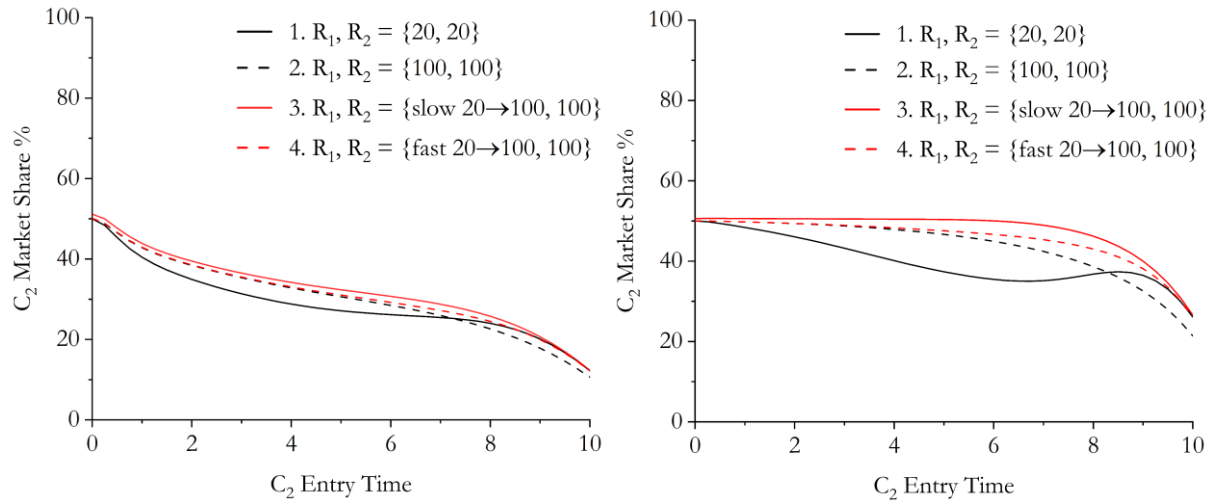 100
80
60
40
20
0
C₂ Market Share %
1. R₁, R₂ = {20, 20}
2. R₁, R₂ = {100, 100}
3. R₁, R₂ = {slow 20→100, 100}
4. R₁, R₂ = {fast 20→100, 100}
0 2 4 6 8 10
C₂ Entry Time
100
80
60
40
20
0
C₂ Market Share %
1. R₁, R₂ = {20, 20}
2. R₁, R₂ = {100, 100}
3. R₁, R₂ = {slow 20→100, 100}
4. R₁, R₂ = {fast 20→100, 100}
0 2 4 6 8 10
C₂ Entry Time